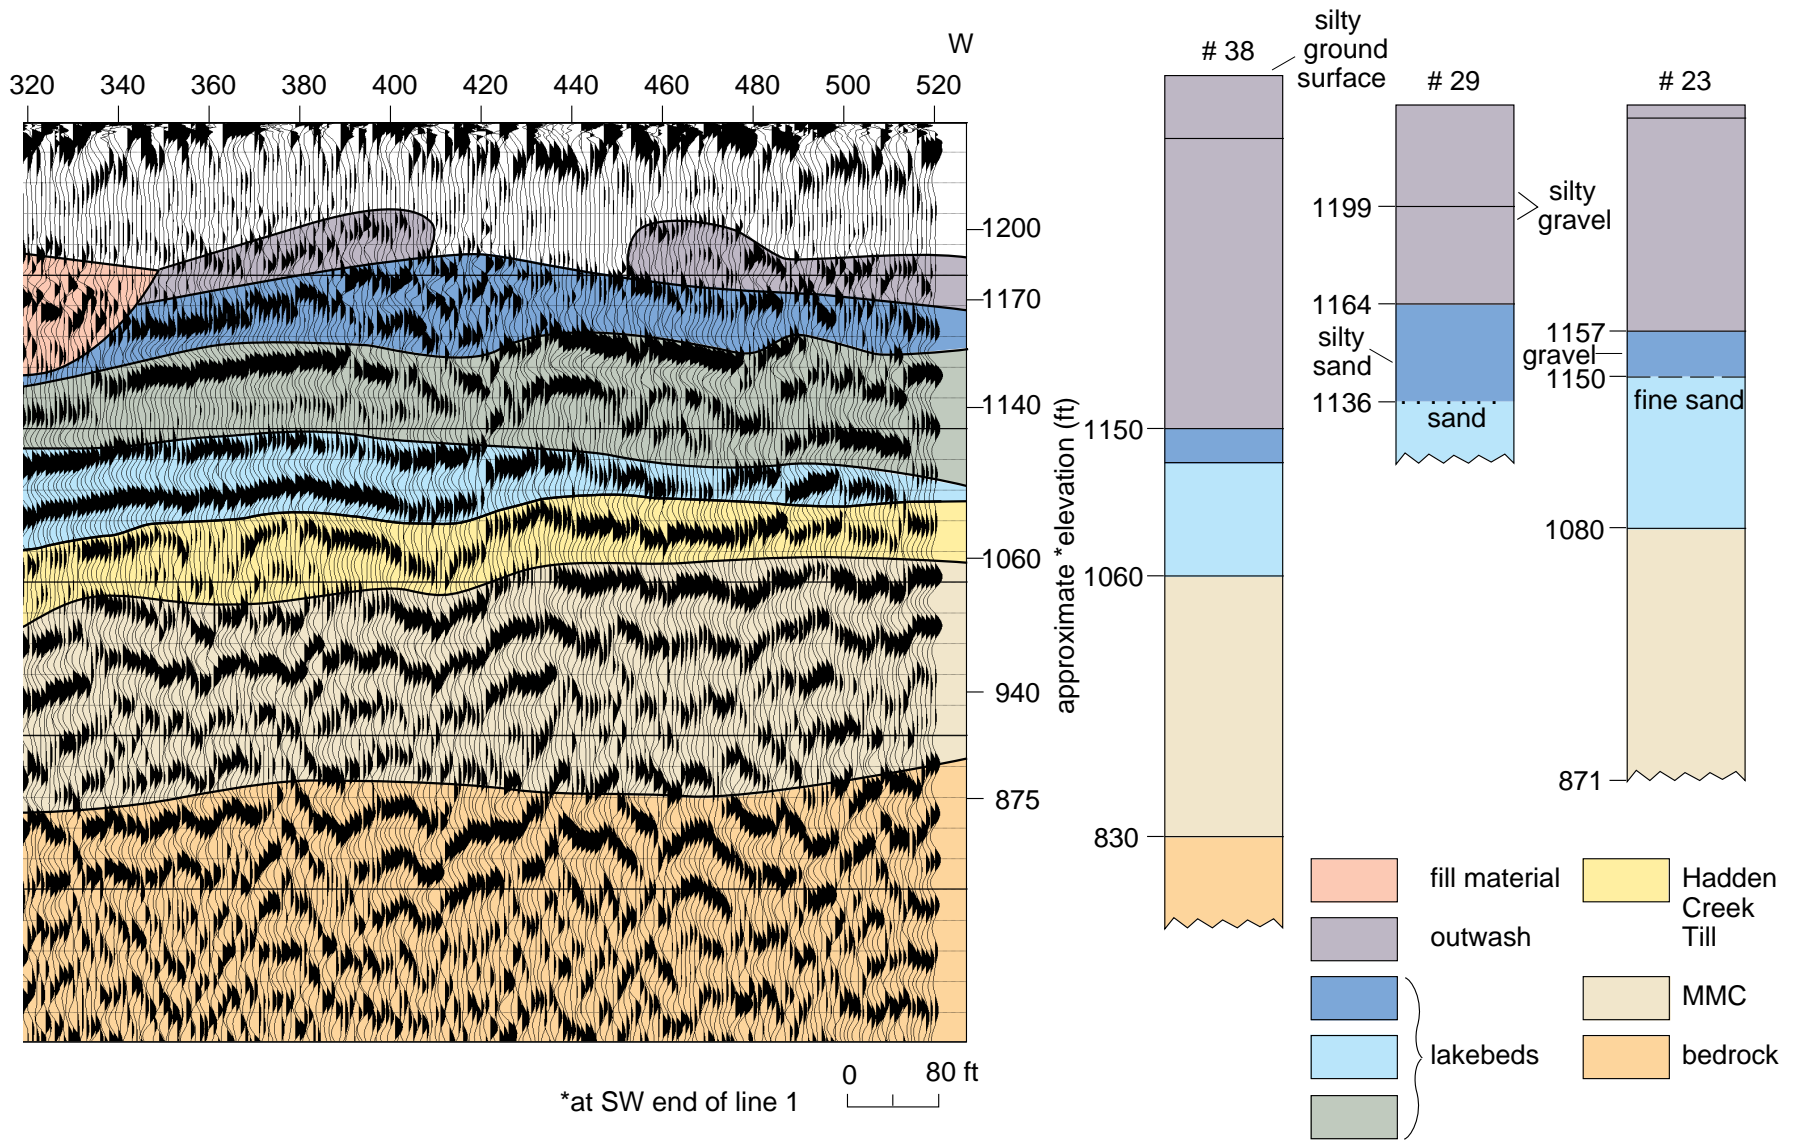 W
320 340 360 380 400 420 440 460 480 500 520
1200
1170
1140
1060
940
875
approximate *elevation (ft)
*at SW end of line 1
0 80 ft
# 38
silty
ground
surface
1150
1060
830
# 29
1199
silty
gravel
1164
silty
sand
1136
sand
# 23
1157
gravel
1150
fine sand
1080
871
fill material
outwash
lakebeds
Hadden
Creek
Till
MMC
bedrock